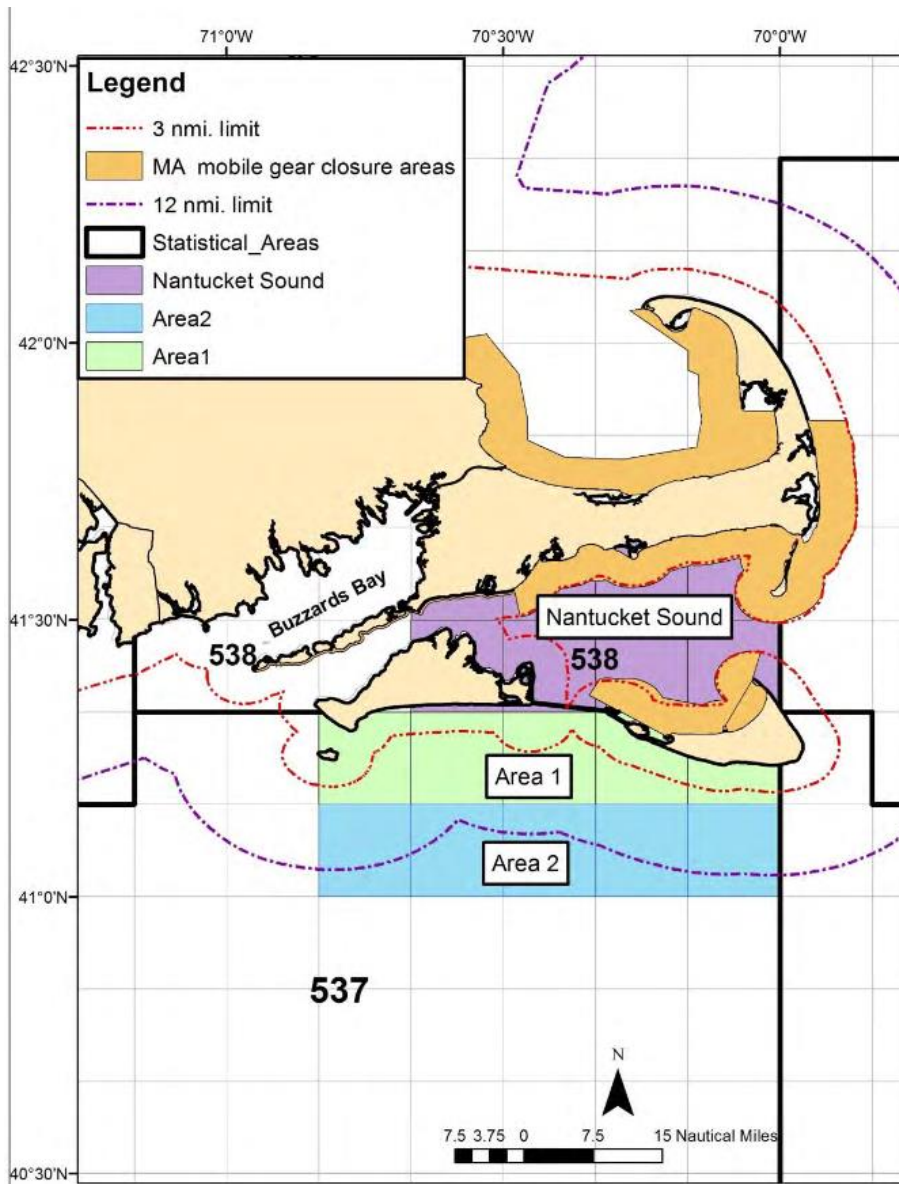 71°0'W
70°30'W
70°0'W
42°30'N
Legend
3 nmi. limit
MA mobile gear closure areas
12 nmi. limit
Statistical_Areas
Nantucket Sound
Area2
Area1
42°0'N
Buzzards Bay
41°30'N
Nantucket Sound
538
538
Area 1
Area 2
41°0'N
537
N
7.5 3.75 0 7.5 15 Nautical Miles
40°30'N